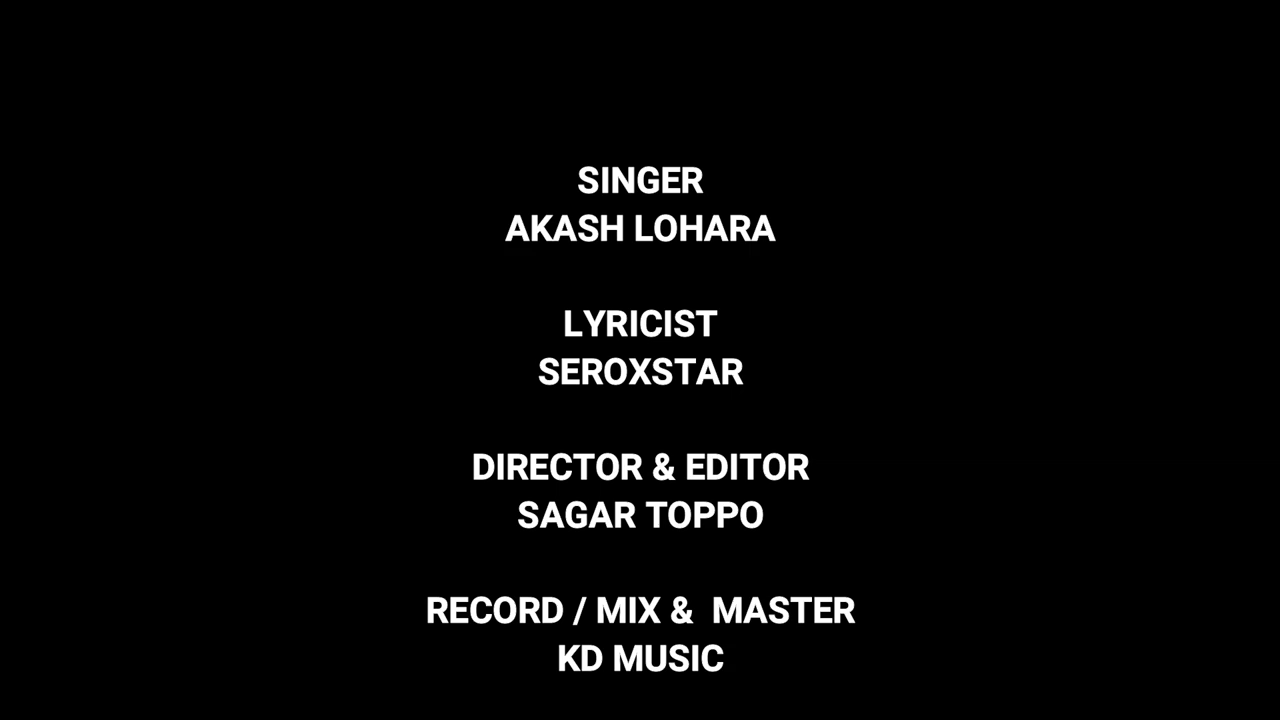 SINGER
AKASH LOHARA
LYRICIST
SEROXSTAR
DIRECTOR & EDITOR
SAGAR TOPPO
RECORD / MIX &  MASTER
KD MUSIC